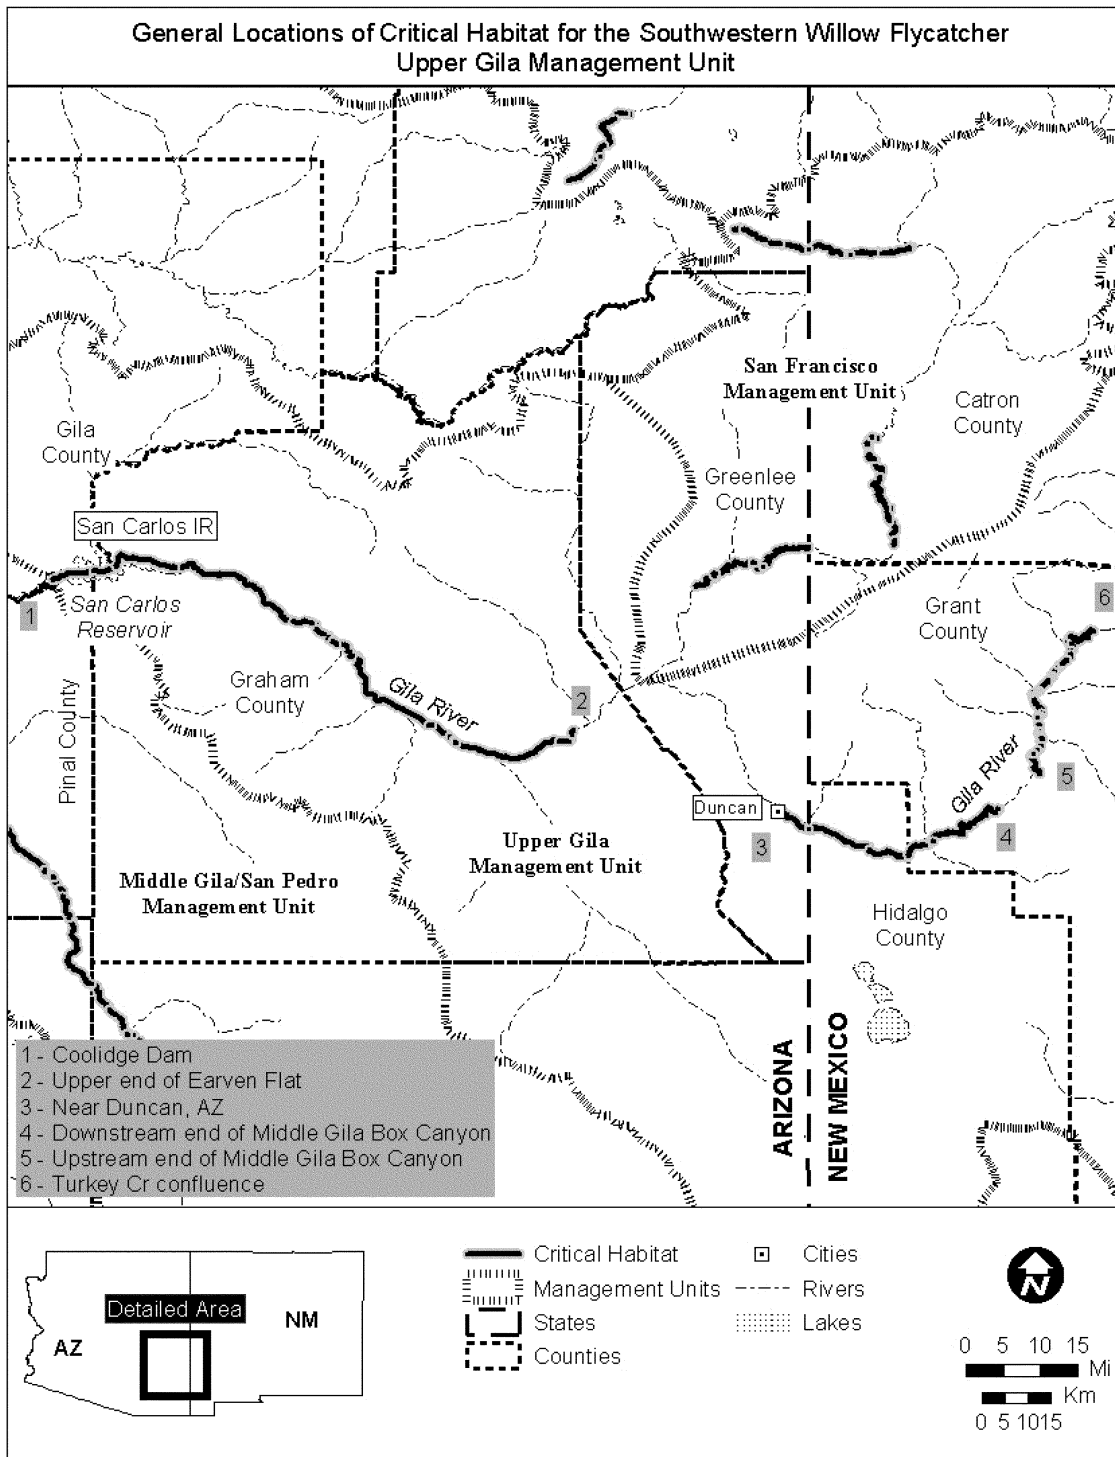 General Locations of Critical Habitat for the Southwestern Willow Flycatcher
Upper Gila Management Unit
San Francisco
Management Unit
Catron
County
Gila
County
Greenlee
County
San Carlos IR
1
San Carlos
Reservoir
6
Grant
County
Graham
County
Gila River
2
Pinal County
Gila River
5
Duncan
3
4
Upper Gila
Management Unit
Middle Gila/San Pedro
Management Unit
Hidalgo
County
ARIZONA
NEW MEXICO
1 - Coolidge Dam
2 - Upper end of Earven Flat
3 - Near Duncan, AZ
4 - Downstream end of Middle Gila Box Canyon
5 - Upstream end of Middle Gila Box Canyon
6 - Turkey Cr confluence
Detailed Area
AZ
NM
Critical Habitat
Management Units
States
Counties
Cities
Rivers
Lakes
N
0 5 10 15
Mi
Km
0 5 1015